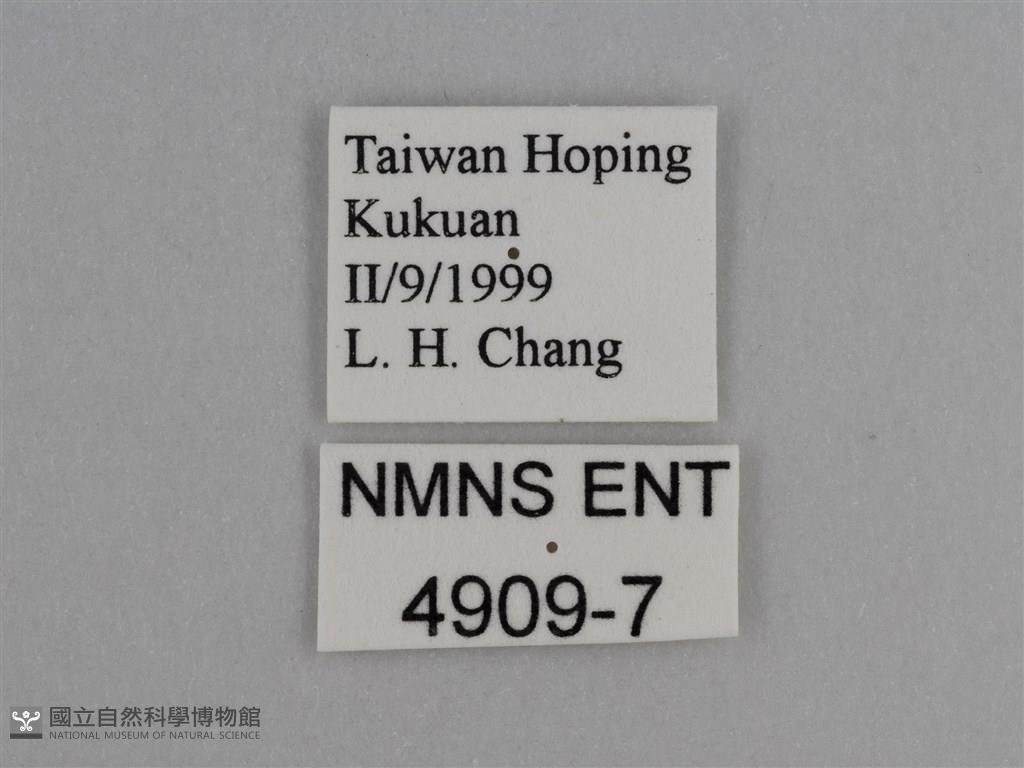 Taiwan Hoping
Kukuan
II/9/1999
L. H. Chang
NMNS ENT
4909-7
國立自然科學博物館
NATIONAL MUSEUM OF NATURAL SCIENCE